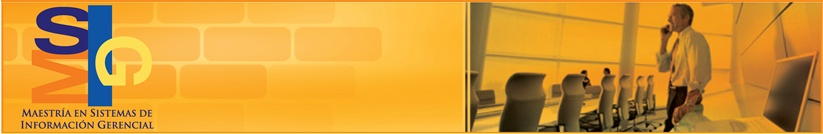 MSIG
MAESTRÍA EN SISTEMAS DE
INFORMACIÓN GERENCIAL